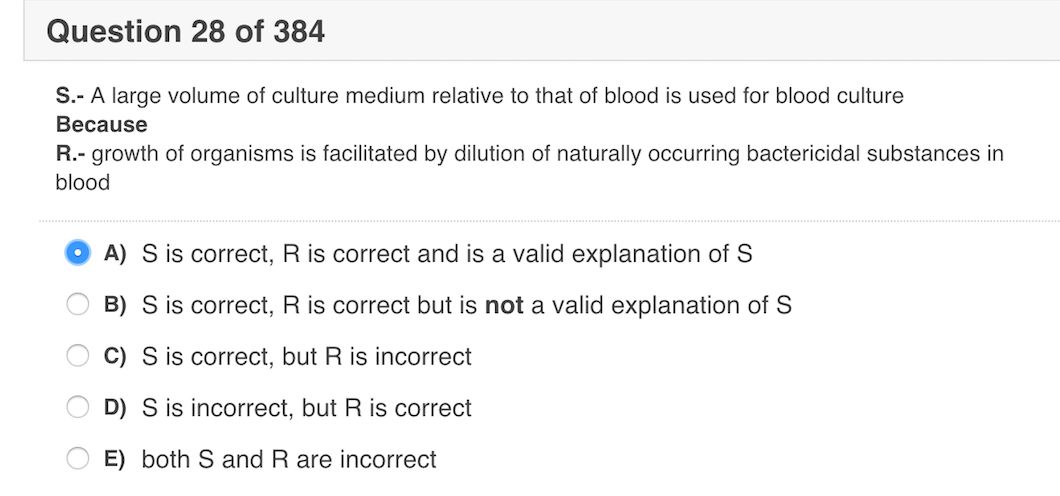 Question 28 of 384
S.- A large volume of culture medium relative to that of blood is used for blood culture
Because
R.- growth of organisms is facilitated by dilution of naturally occurring bactericidal substances in
blood
A) S is correct, R is correct and is a valid explanation of S
B) S is correct, R is correct but is not a valid explanation of S
C) S is correct, but R is incorrect
D) S is incorrect, but R is correct
E) both S and R are incorrect